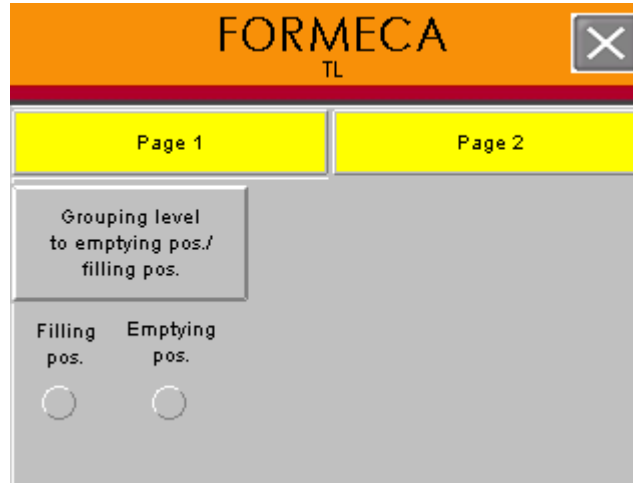 FORMECA
TL
Page 1
Page 2
Grouping level
to emptying pos./
filling pos.
Filling
pos.
Emptying
pos.